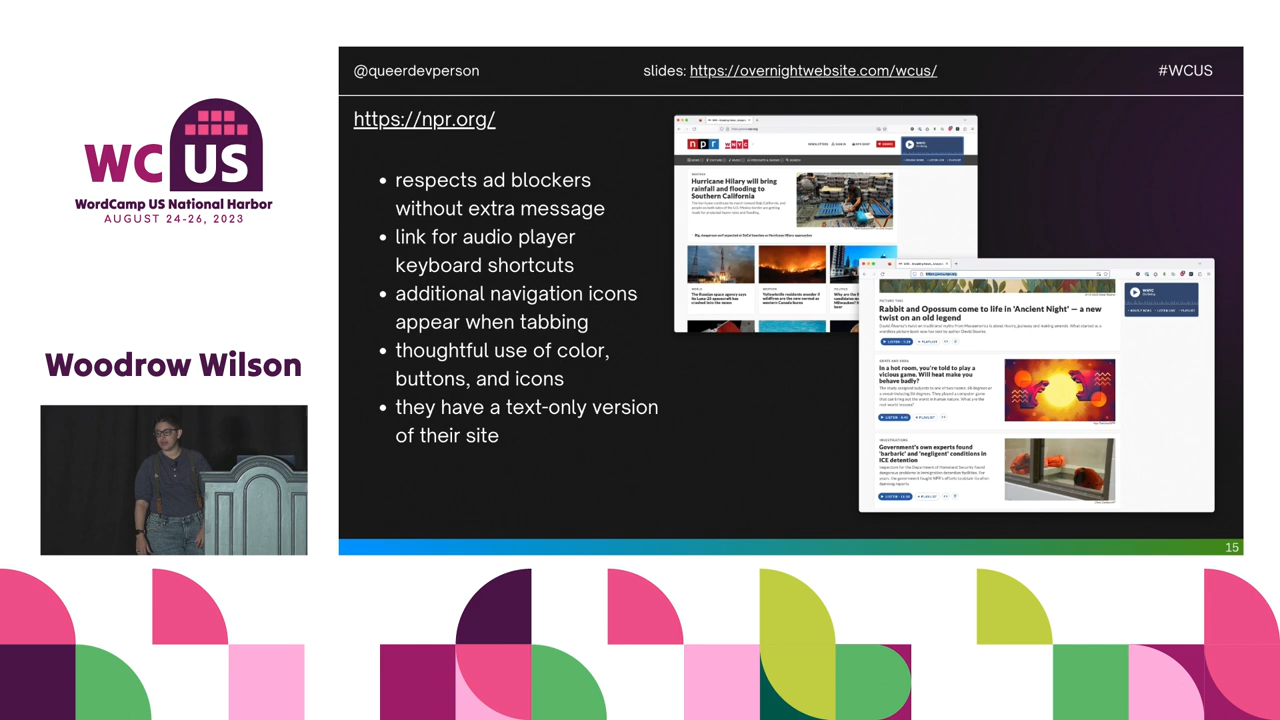 WC US
WordCamp US National Harbor
AUGUST 24-26, 2023
Woodrow Wilson
@queerdevperson
slides: https://overnightwebsite.com/wcus/
#WCUS
https://npr.org/
respects ad blockers
without extra message
link for audio player
keyboard shortcuts
additional navigation icons
appear when tabbing
thoughtful use of color,
buttons, and icons
they have a text-only version
of their site
npr
Hurricane Hilary will bring
rainfall and flooding to
Southern California
Rabbit and Opossum come to life in 'Ancient Night' — a new
twist on an old legend
In a hot room, you're told to play a
vicious game. Will heat make you
behave badly?
Government's own experts found
'barbaric' and 'negligent' conditions in
ICE detention
15